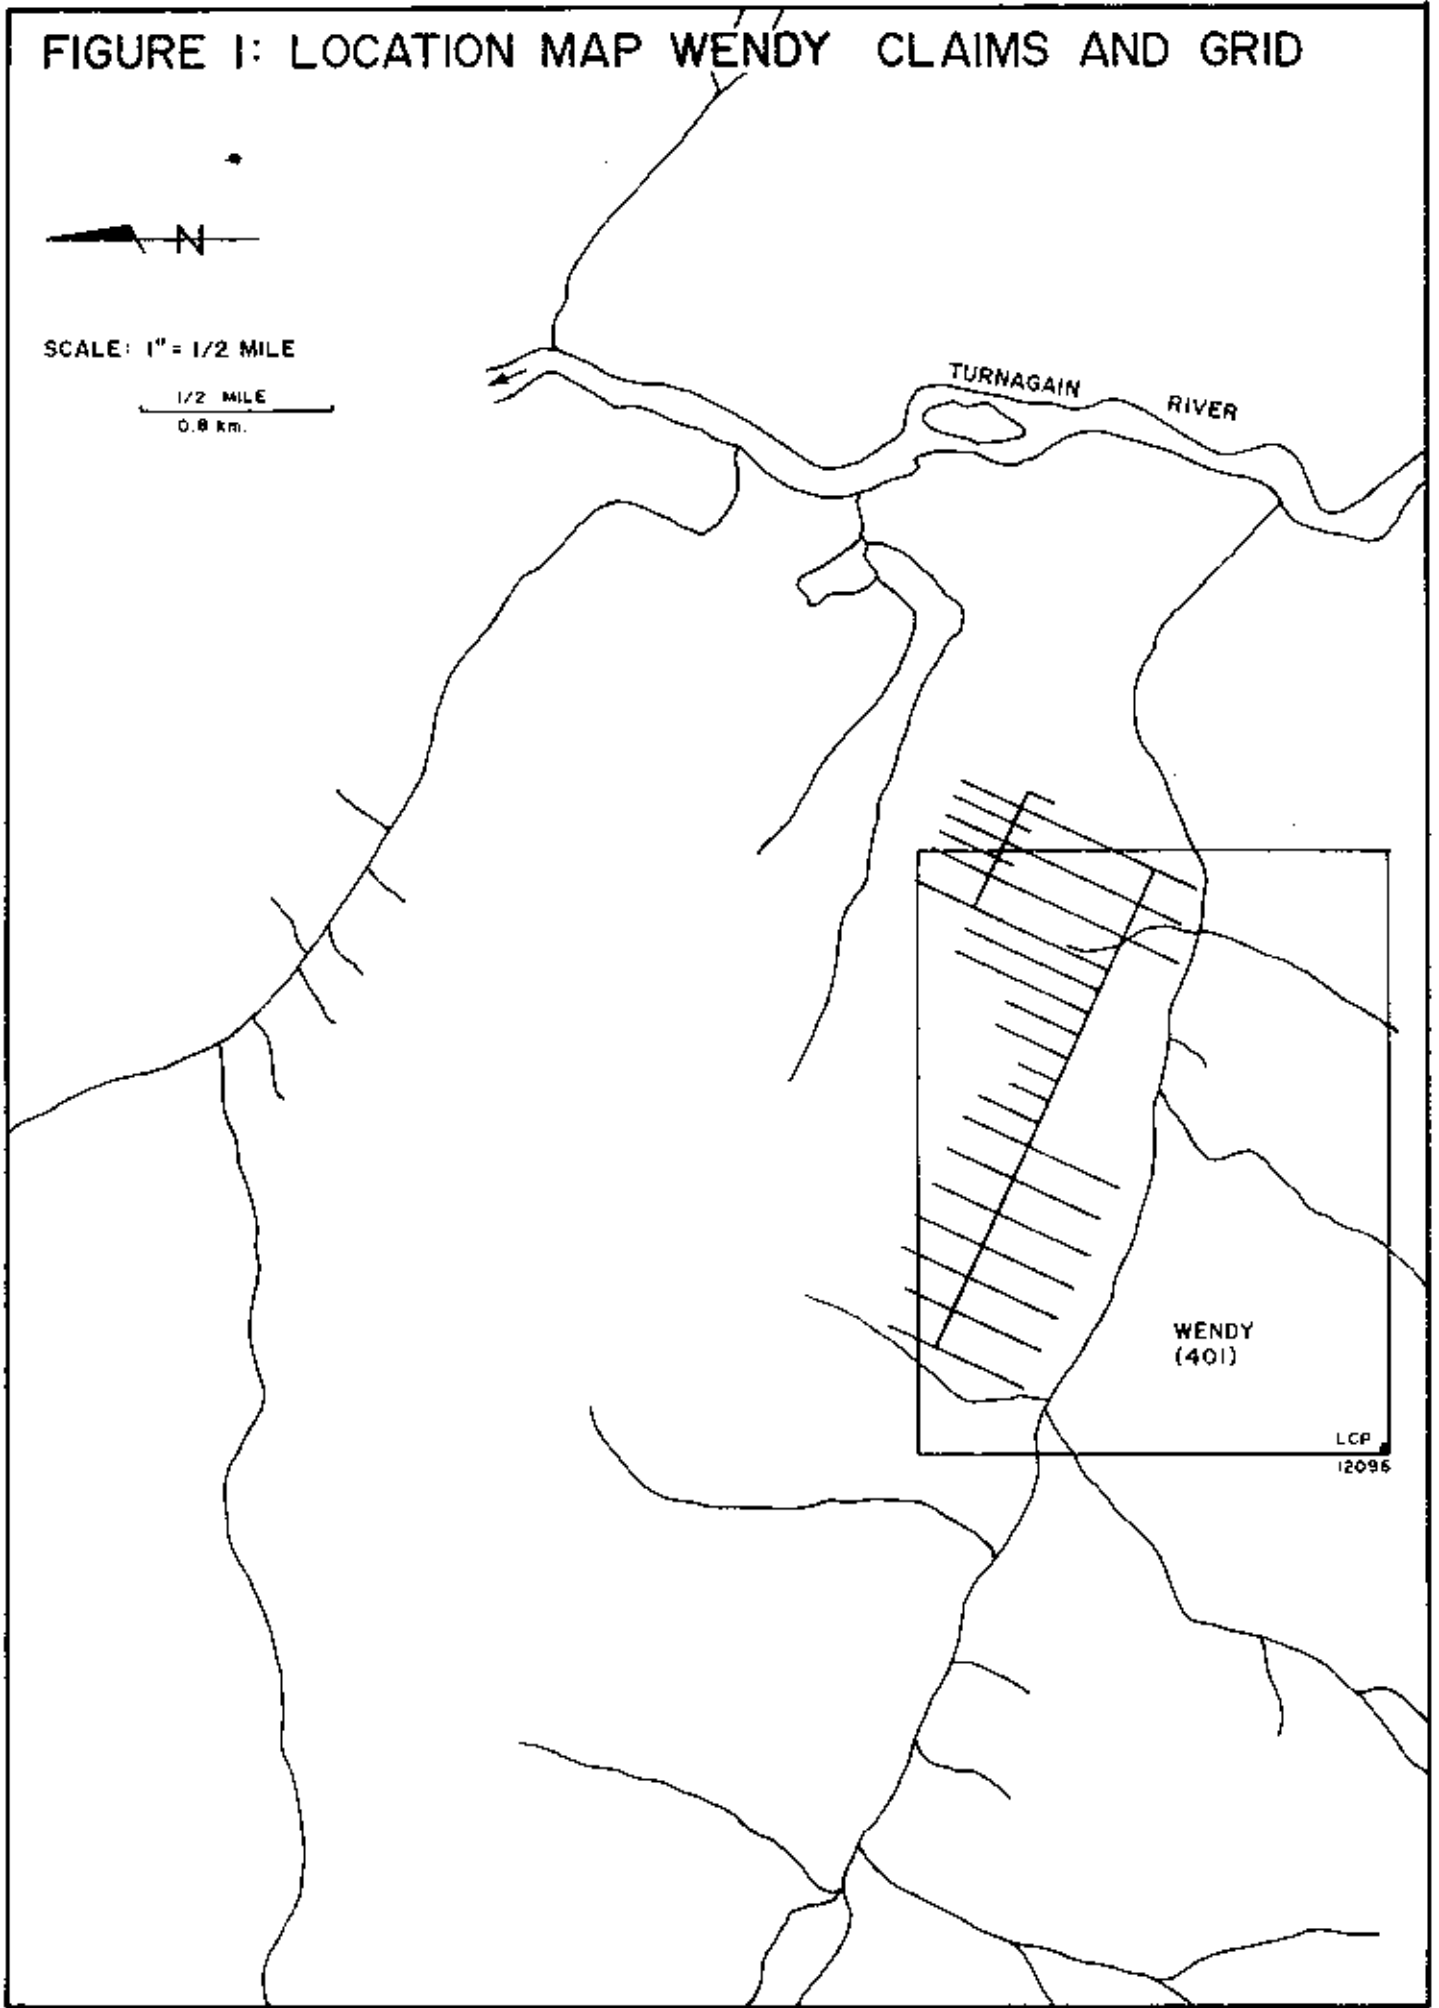 FIGURE 1: LOCATION MAP WENDY CLAIMS AND GRID
N
SCALE: 1" = 1/2 MILE
1/2 MILE
0.8 km.
TURNAGAIN RIVER
WENDY
(401)
LCP
12096